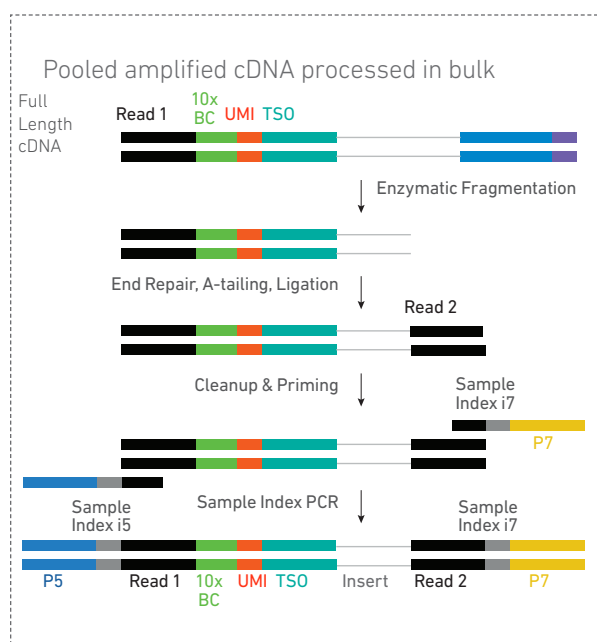 Pooled amplified cDNA processed in bulk
Full
Length
cDNA
Read 1
10x
BC
UMI
TSO
Enzymatic Fragmentation
End Repair, A-tailing, Ligation
Read 2
Cleanup & Priming
Sample
Index i7
P7
Sample
Index i5
Sample Index PCR
Sample
Index i7
P5
Read 1
10x
BC
UMI
TSO
Insert
Read 2
P7